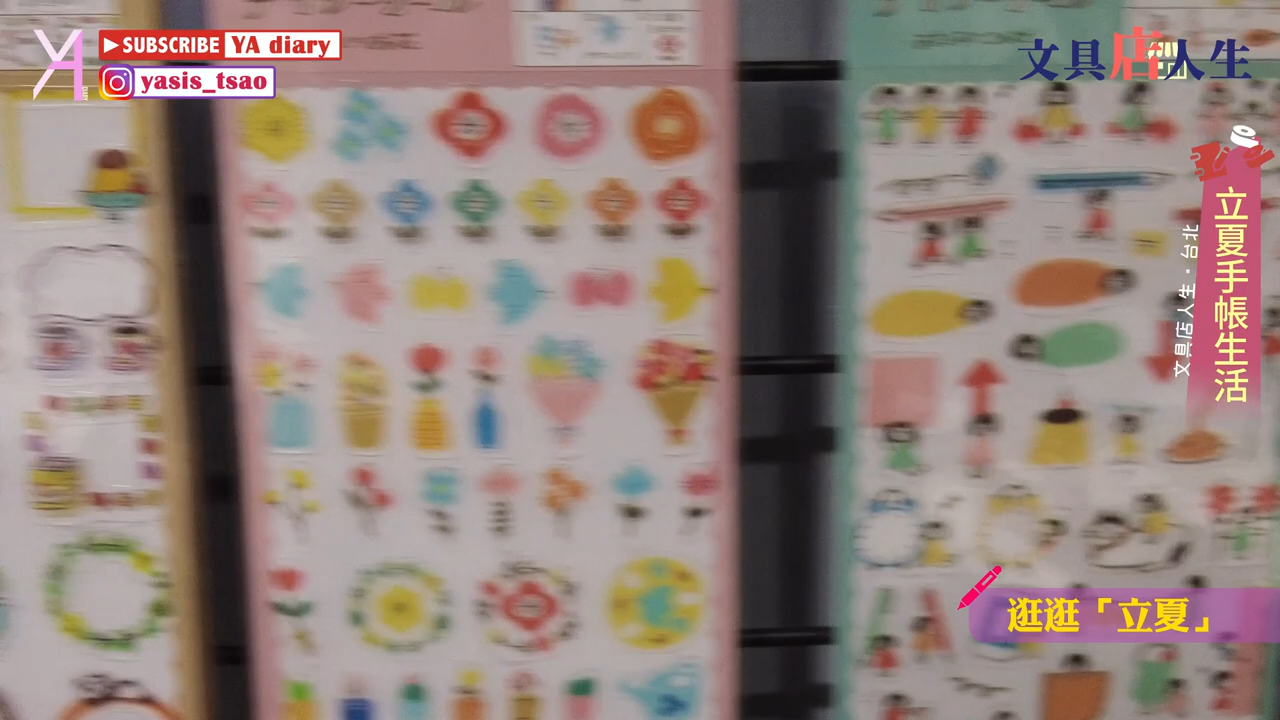 SUBSCRIBE YA diary
yasis_tsao
文具店人生
立夏手帳生活
文具店人生·台北
逛逛「立夏」